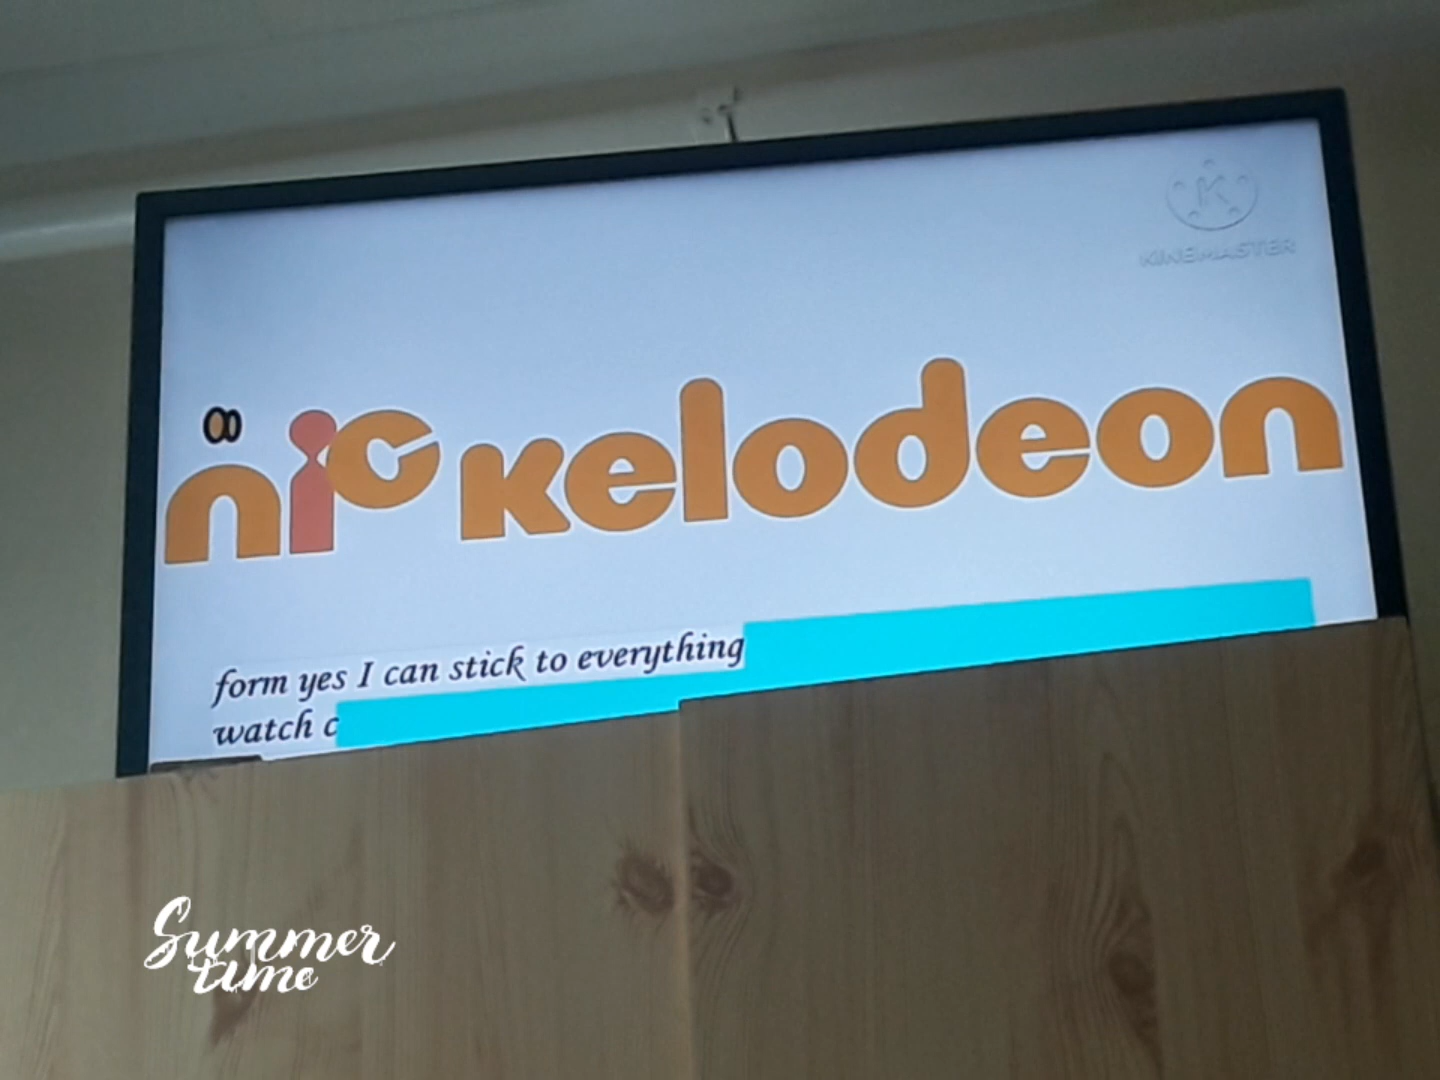 KINEMASTER
nickelodeon
form yes I can stick to everything
watch c
Summer
time